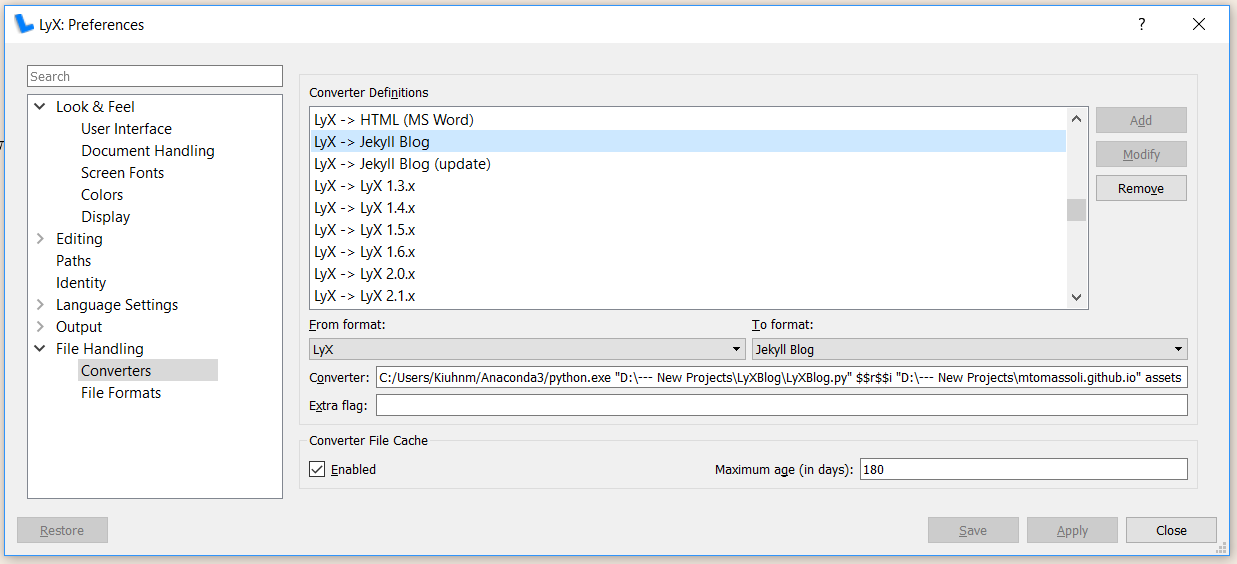 LyX: Preferences
?
Search
Look & Feel
User Interface
Document Handling
Screen Fonts
Colors
Display
Editing
Paths
Identity
Language Settings
Output
File Handling
Converters
File Formats
Converter Definitions
LyX -> HTML (MS Word)
LyX -> Jekyll Blog
LyX -> Jekyll Blog (update)
LyX -> LyX 1.3.x
LyX -> LyX 1.4.x
LyX -> LyX 1.5.x
LyX -> LyX 1.6.x
LyX -> LyX 2.0.x
LyX -> LyX 2.1.x
Add
Modify
Remove
From format: To format:
LyX Jekyll Blog
Converter: C:/Users/Kiuhnm/Anaconda3/python.exe "D:\--- New Projects\LyXBlog\LyXBlog.py" $$r$$i "D:\--- New Projects\mtomassoli.github.io" assets
Extra flag:
Converter File Cache
Enabled Maximum age (in days): 180
Restore Save Apply Close